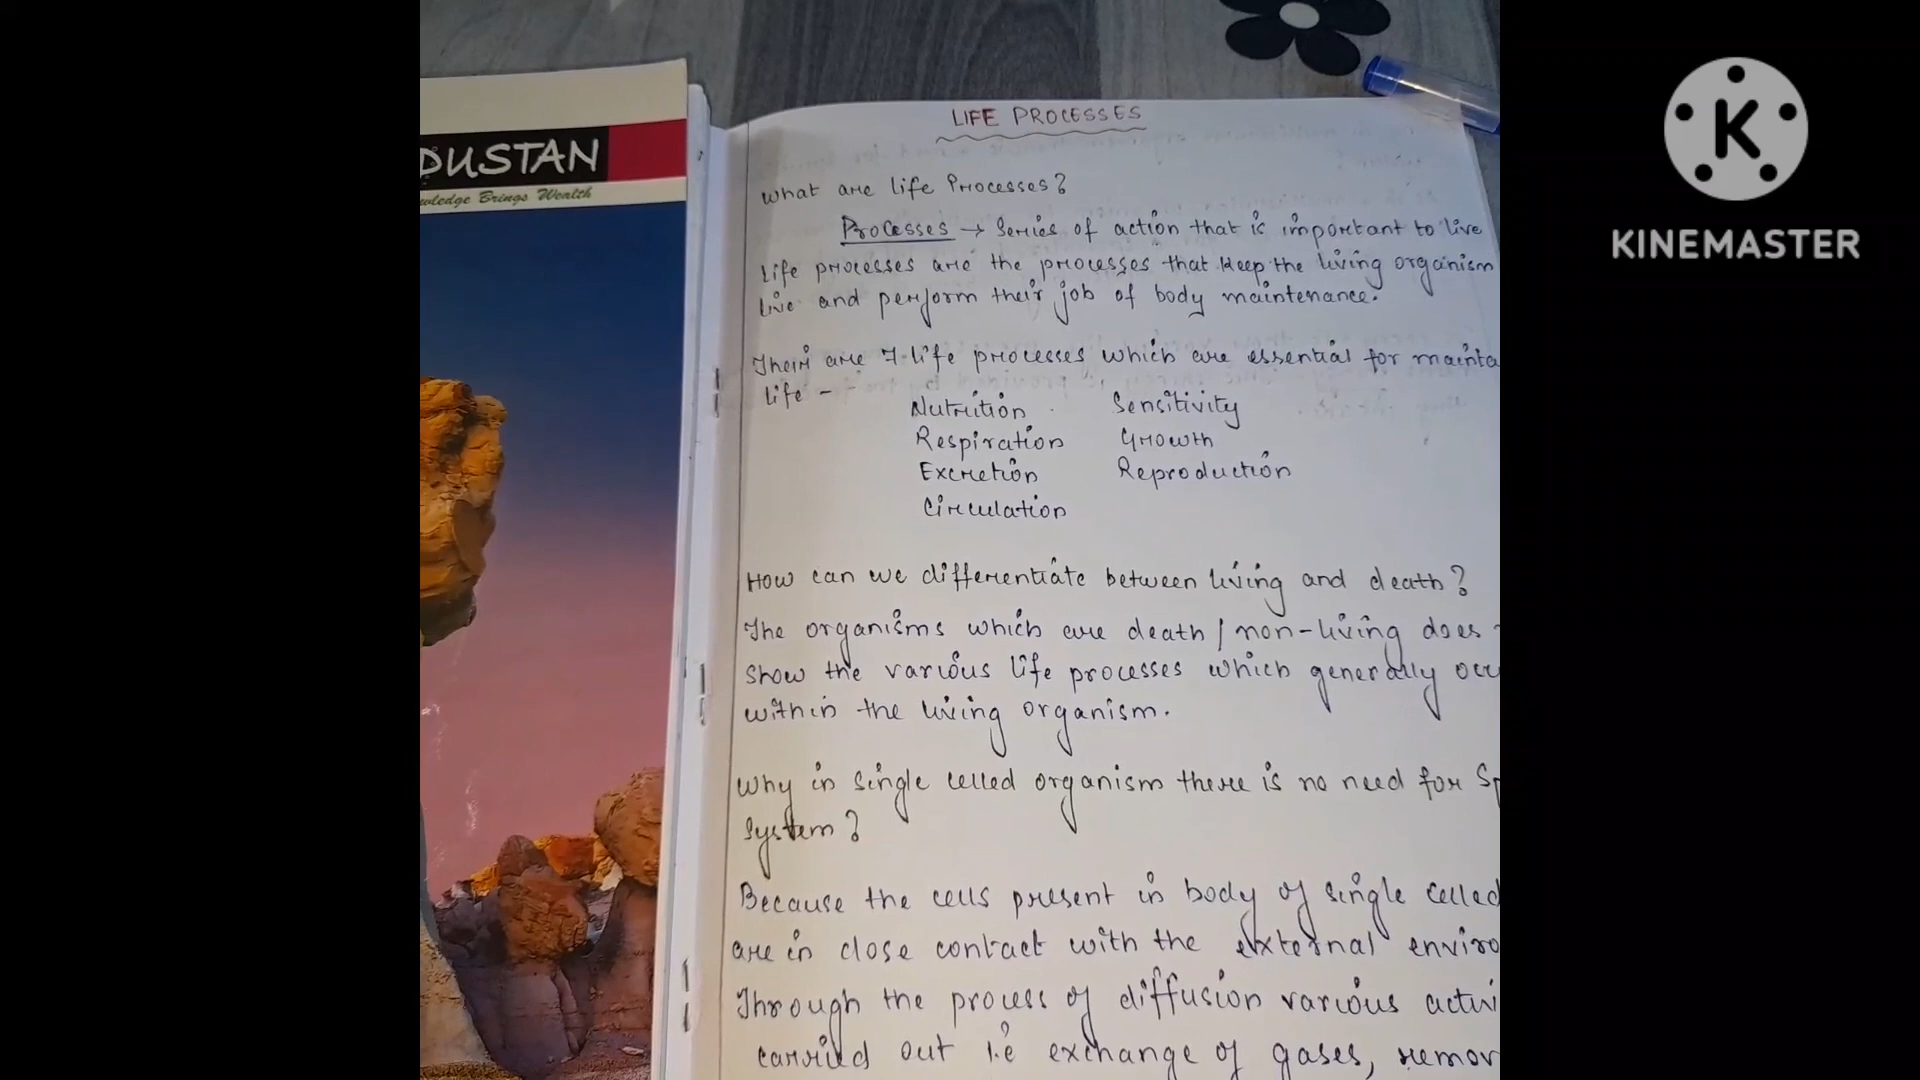 DUSTAN
wledge Brings Wealth
LIFE PROCESSES
What are life Processes?
Processes → Series of action that is important to live
life processes are the processes that keep the living organism
live and perform their job of body maintenance.
Their are 7 life processes which are essential for mainta
life -
Nutrition Sensitivity
Respiration Growth
Excretion Reproduction
Circulation
How can we differentiate between living and death?
The organisms which are death / non-living does
show the various life processes which generally occu
within the living organism.
Why in single celled organism there is no need for Sp
System?
Because the cells present in body of single celled
are in close contact with the external enviro
Through the process of diffusion various activi
carried out i.e exchange of gases, remov
K
KINEMASTER